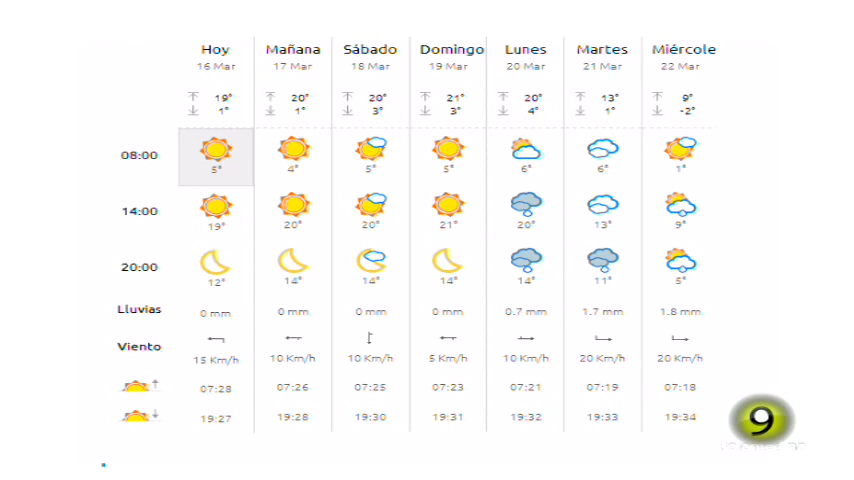 Hoy Mañana Sábado Domingo Lunes Martes Miércole
16 Mar 17 Mar 18 Mar 19 Mar 20 Mar 21 Mar 22 Mar
19° 20° 20° 21° 20° 13° 9°
1° 1° 3° 3° 4° 1° -2°
08:00 5° 4° 5° 5° 6° 6° 1°
14:00 19° 20° 20° 21° 20° 13° 9°
20:00 12° 14° 14° 14° 14° 11° 5°
Lluvias 0 mm 0 mm 0 mm 0 mm 0.7 mm 1.7 mm 1.8 mm
Viento 15 Km/h 10 Km/h 10 Km/h 5 Km/h 10 Km/h 20 Km/h 20 Km/h
07:28 07:26 07:25 07:23 07:21 07:19 07:18
19:27 19:28 19:30 19:31 19:32 19:33 19:34
9